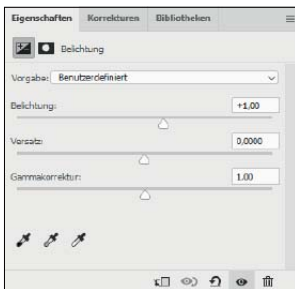 Eigenschaften Korrekturen Bibliotheken
Belichtung
Vorgabe: Benutzerdefiniert
Belichtung: +1,00
Versatz: 0,0000
Gammakorrektur: 1.00